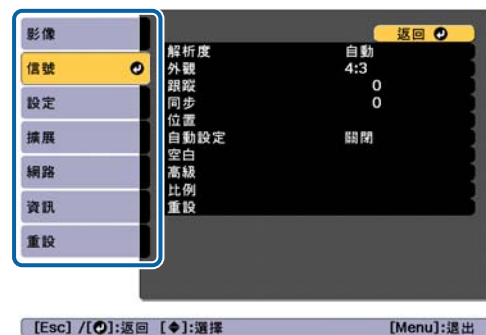 影像
信號
設定
擴展
網路
資訊
重設
返回
解析度 自動
外觀 4:3
跟蹤 0
同步 0
位置
自動設定 關閉
空白
高級
比例
重設
[Esc] /[]:返回 [◆]:選擇 [Menu]:退出